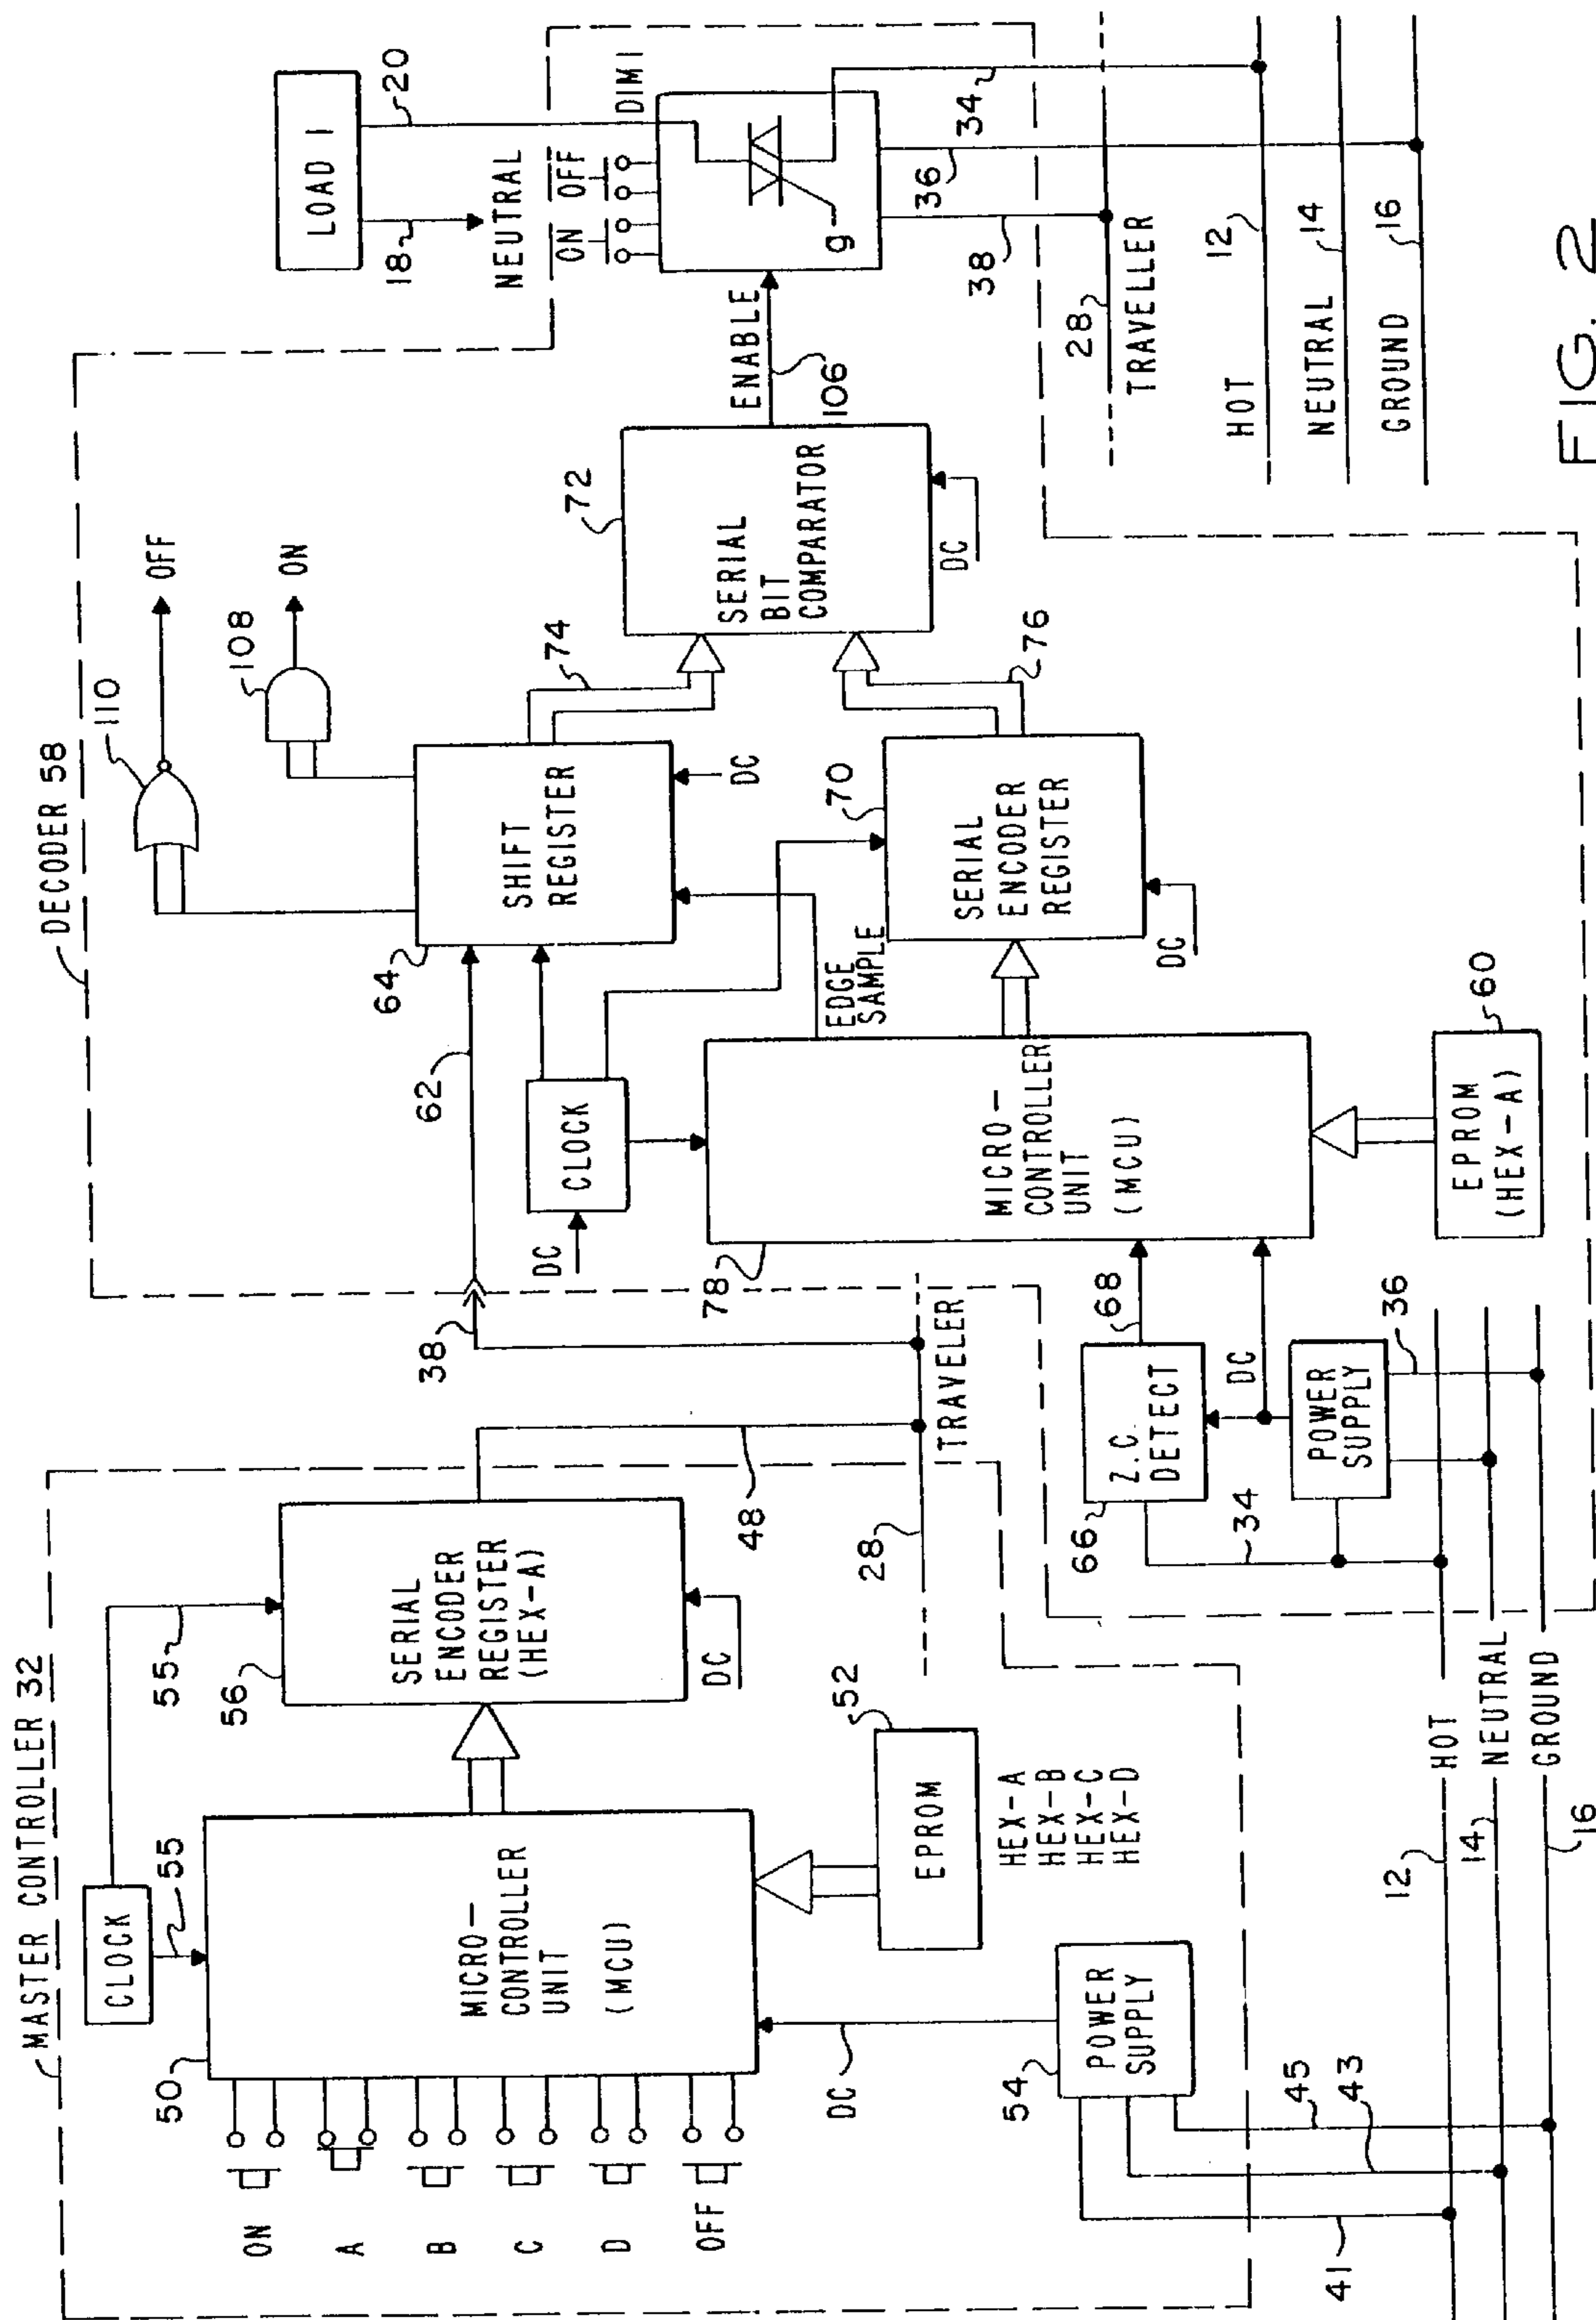 MASTER CONTROLLER 32
CLOCK
55
55
50
ON
A
B
C
D
OFF
MICRO-
CONTROLLER
UNIT
(MCU)
56
SERIAL
ENCODER
REGISTER
(HEX-A)
DC
48
52
EPROM
HEX-A
HEX-B
HEX-C
HEX-D
DC
54
POWER
SUPPLY
41
43
45
12
HOT
14
NEUTRAL
16
GROUND
28
TRAVELER
38
DECODER 58
110
OFF
108
ON
62
64
SHIFT
REGISTER
DC
74
DC
CLOCK
78
MICRO-
CONTROLLER
UNIT
(MCU)
EDGE
SAMPLE
70
SERIAL
ENCODER
REGISTER
DC
76
72
SERIAL
BIT
COMPARATOR
DC
ENABLE
106
66
Z.C.
DETECT
68
DC
34
POWER
SUPPLY
36
EPROM
(HEX-A)
60
LOAD 1
18
20
NEUTRAL
ON
OFF
DIM1
g
38
36
34
28
TRAVELLER
HOT
12
NEUTRAL
14
GROUND
16
FIG. 2